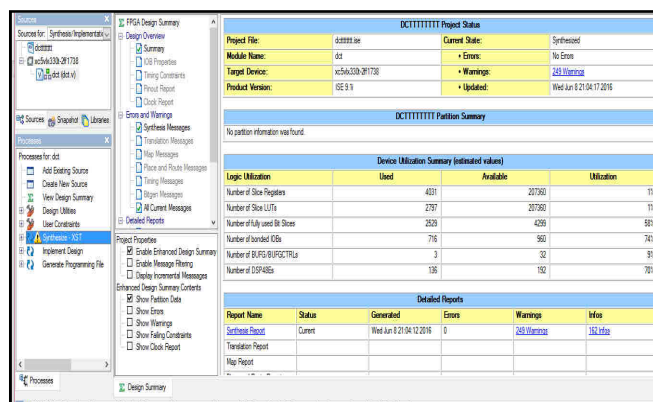 Sources
Sources for: Synthesis/Implementation
dcttttttt
xc5vlx330t-2ff1738
dct (dct.v)
Sources Snapshot Libraries
Processes
Processes for: dct
Add Existing Source
Create New Source
View Design Summary
Design Utilities
User Constraints
Synthesize - XST
Implement Design
Generate Programming File
Processes
FPGA Design Summary
Design Overview
Summary
IOB Properties
Timing Constraints
Pinout Report
Clock Report
Errors and Warnings
Synthesis Messages
Translation Messages
Map Messages
Place and Route Messages
Timing Messages
Bitgen Messages
All Current Messages
Detailed Reports
Project Properties
Enable Enhanced Design Summary
Enable Message Filtering
Display Incremental Messages
Enhanced Design Summary Contents
Show Partition Data
Show Errors
Show Warnings
Show Failing Constraints
Show Clock Report
Design Summary
DCTTTTTTTT Project Status
Project File: dctttttttt.ise Current State: Synthesized
Module Name: dct • Errors: No Errors
Target Device: xc5vlx330t-2ff1738 • Warnings: 249 Warnings
Product Version: ISE 9.1i • Updated: Wed Jun 8 21:04:17 2016
DCTTTTTTTT Partition Summary
No partition information was found.
Device Utilization Summary (estimated values)
Logic Utilization Used Available Utilization
Number of Slice Registers 4031 207360
Number of Slice LUTs 2797 207360
Number of fully used Bit Slices 2529 4299
Number of bonded IOBs 716 960
Number of BUFG/BUFGCTRLs 3 32
Number of DSP48Es 136 192
Detailed Reports
Report Name Status Generated Errors Warnings Infos
Synthesis Report Current Wed Jun 8 21:04:12 2016 0 249 Warnings 162 Infos
Translation Report
Map Report